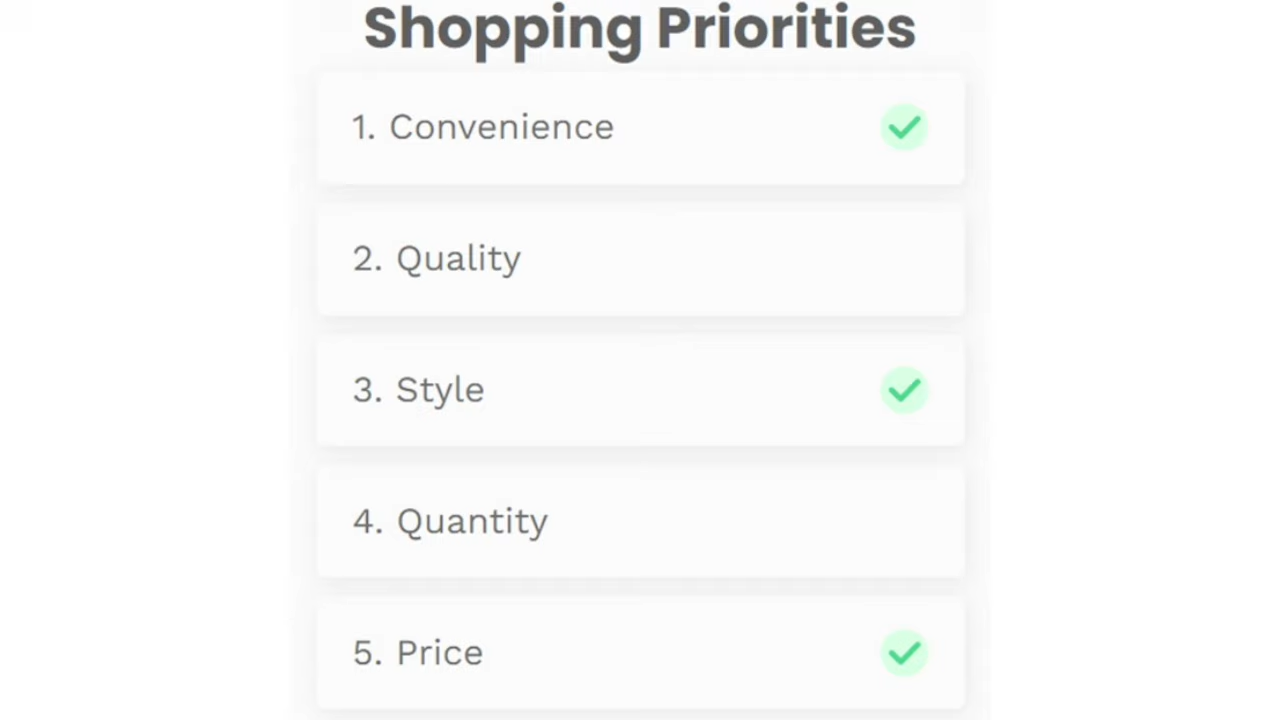 Shopping Priorities
1. Convenience
2. Quality
3. Style
4. Quantity
5. Price